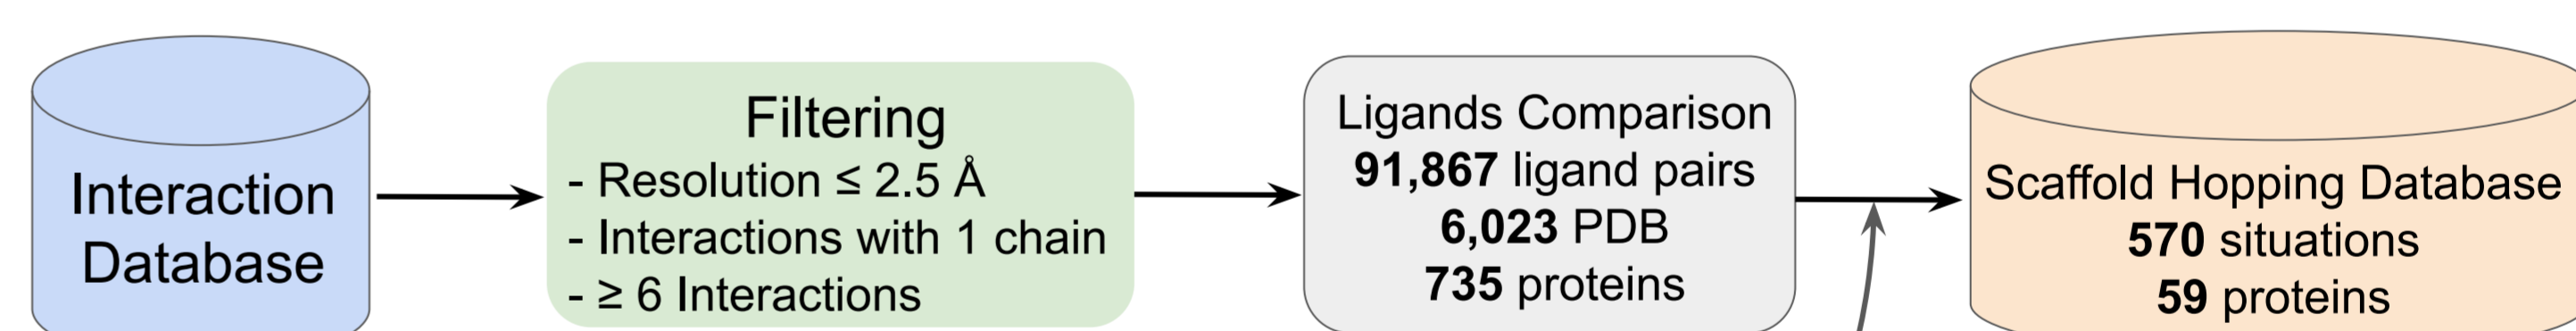 Interaction
Database
Filtering
- Resolution ≤ 2.5 Å
- Interactions with 1 chain
- ≥ 6 Interactions
Ligands Comparison
91,867 ligand pairs
6,023 PDB
735 proteins
Scaffold Hopping Database
570 situations
59 proteins